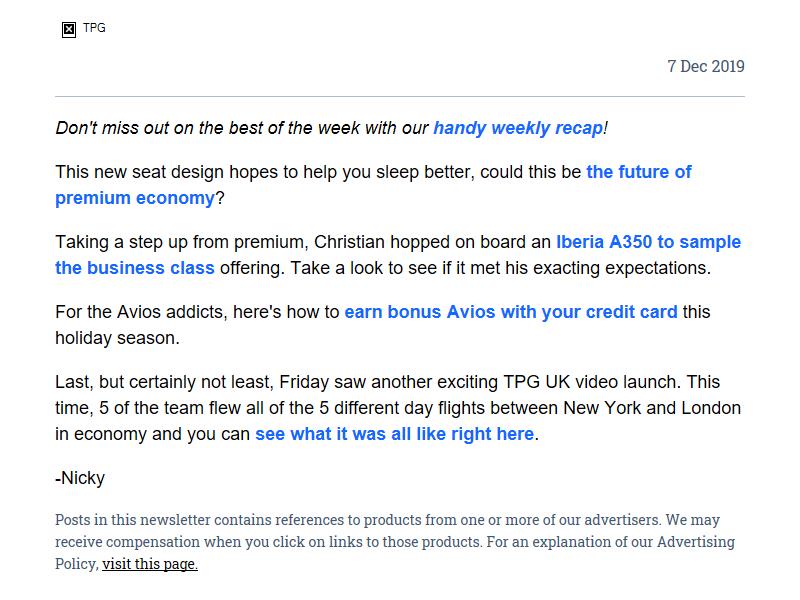 TPG
7 Dec 2019
Don't miss out on the best of the week with our handy weekly recap!
This new seat design hopes to help you sleep better, could this be the future of
premium economy?
Taking a step up from premium, Christian hopped on board an Iberia A350 to sample
the business class offering. Take a look to see if it met his exacting expectations.
For the Avios addicts, here's how to earn bonus Avios with your credit card this
holiday season.
Last, but certainly not least, Friday saw another exciting TPG UK video launch. This
time, 5 of the team flew all of the 5 different day flights between New York and London
in economy and you can see what it was all like right here.
-Nicky
Posts in this newsletter contains references to products from one or more of our advertisers. We may
receive compensation when you click on links to those products. For an explanation of our Advertising
Policy, visit this page.